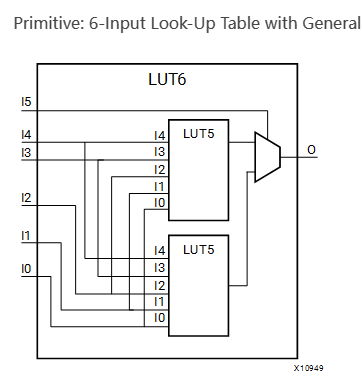 Primitive: 6-Input Look-Up Table with General
LUT6
I5
I4
I3
I2
I1
I0
I4
I3
I2
I1
I0
LUT5
O
I4
I3
I2
I1
I0
LUT5
X10949